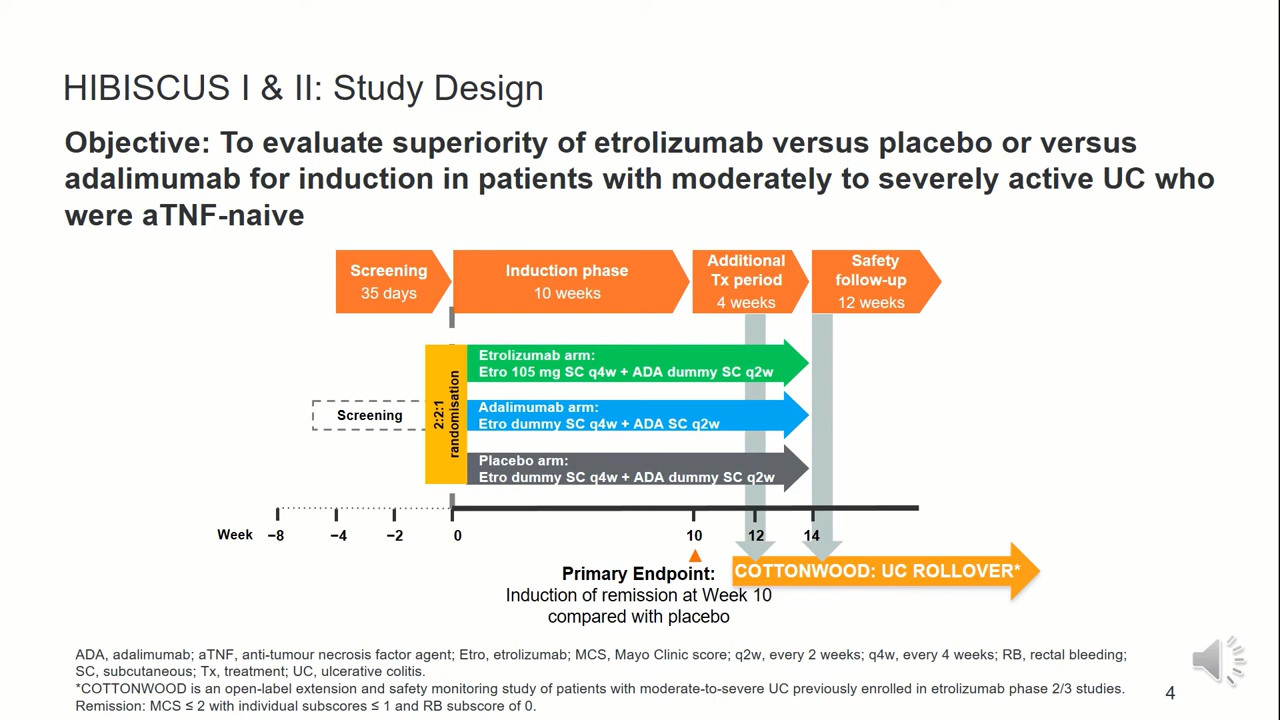 HIBISCUS I & II: Study Design
Objective: To evaluate superiority of etrolizumab versus placebo or versus
adalimumab for induction in patients with moderately to severely active UC who
were aTNF-naive
Screening
35 days
Induction phase
10 weeks
Additional
Tx period
4 weeks
Safety
follow-up
12 weeks
Screening
2:2:1
randomisation
Etrolizumab arm:
Etro 105 mg SC q4w + ADA dummy SC q2w
Adalimumab arm:
Etro dummy SC q4w + ADA SC q2w
Placebo arm:
Etro dummy SC q4w + ADA dummy SC q2w
Week −8 −4 −2 0 10 12 14
Primary Endpoint:
Induction of remission at Week 10
compared with placebo
COTTONWOOD: UC ROLLOVER*
ADA, adalimumab; aTNF, anti-tumour necrosis factor agent; Etro, etrolizumab; MCS, Mayo Clinic score; q2w, every 2 weeks; q4w, every 4 weeks; RB, rectal bleeding;
SC, subcutaneous; Tx, treatment; UC, ulcerative colitis.
*COTTONWOOD is an open-label extension and safety monitoring study of patients with moderate-to-severe UC previously enrolled in etrolizumab phase 2/3 studies.
Remission: MCS ≤ 2 with individual subscores ≤ 1 and RB subscore of 0.
4